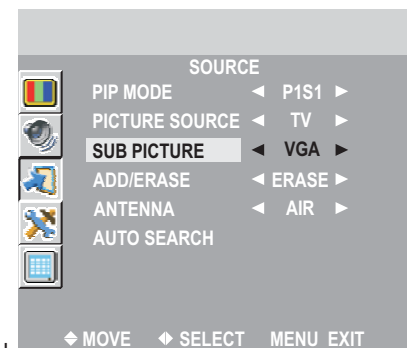 SOURCE
PIP MODE ◄ P1S1 ►
PICTURE SOURCE ◄ TV ►
SUB PICTURE ◄ VGA ►
ADD/ERASE ◄ ERASE ►
ANTENNA ◄ AIR ►
AUTO SEARCH
MOVE SELECT MENU EXIT